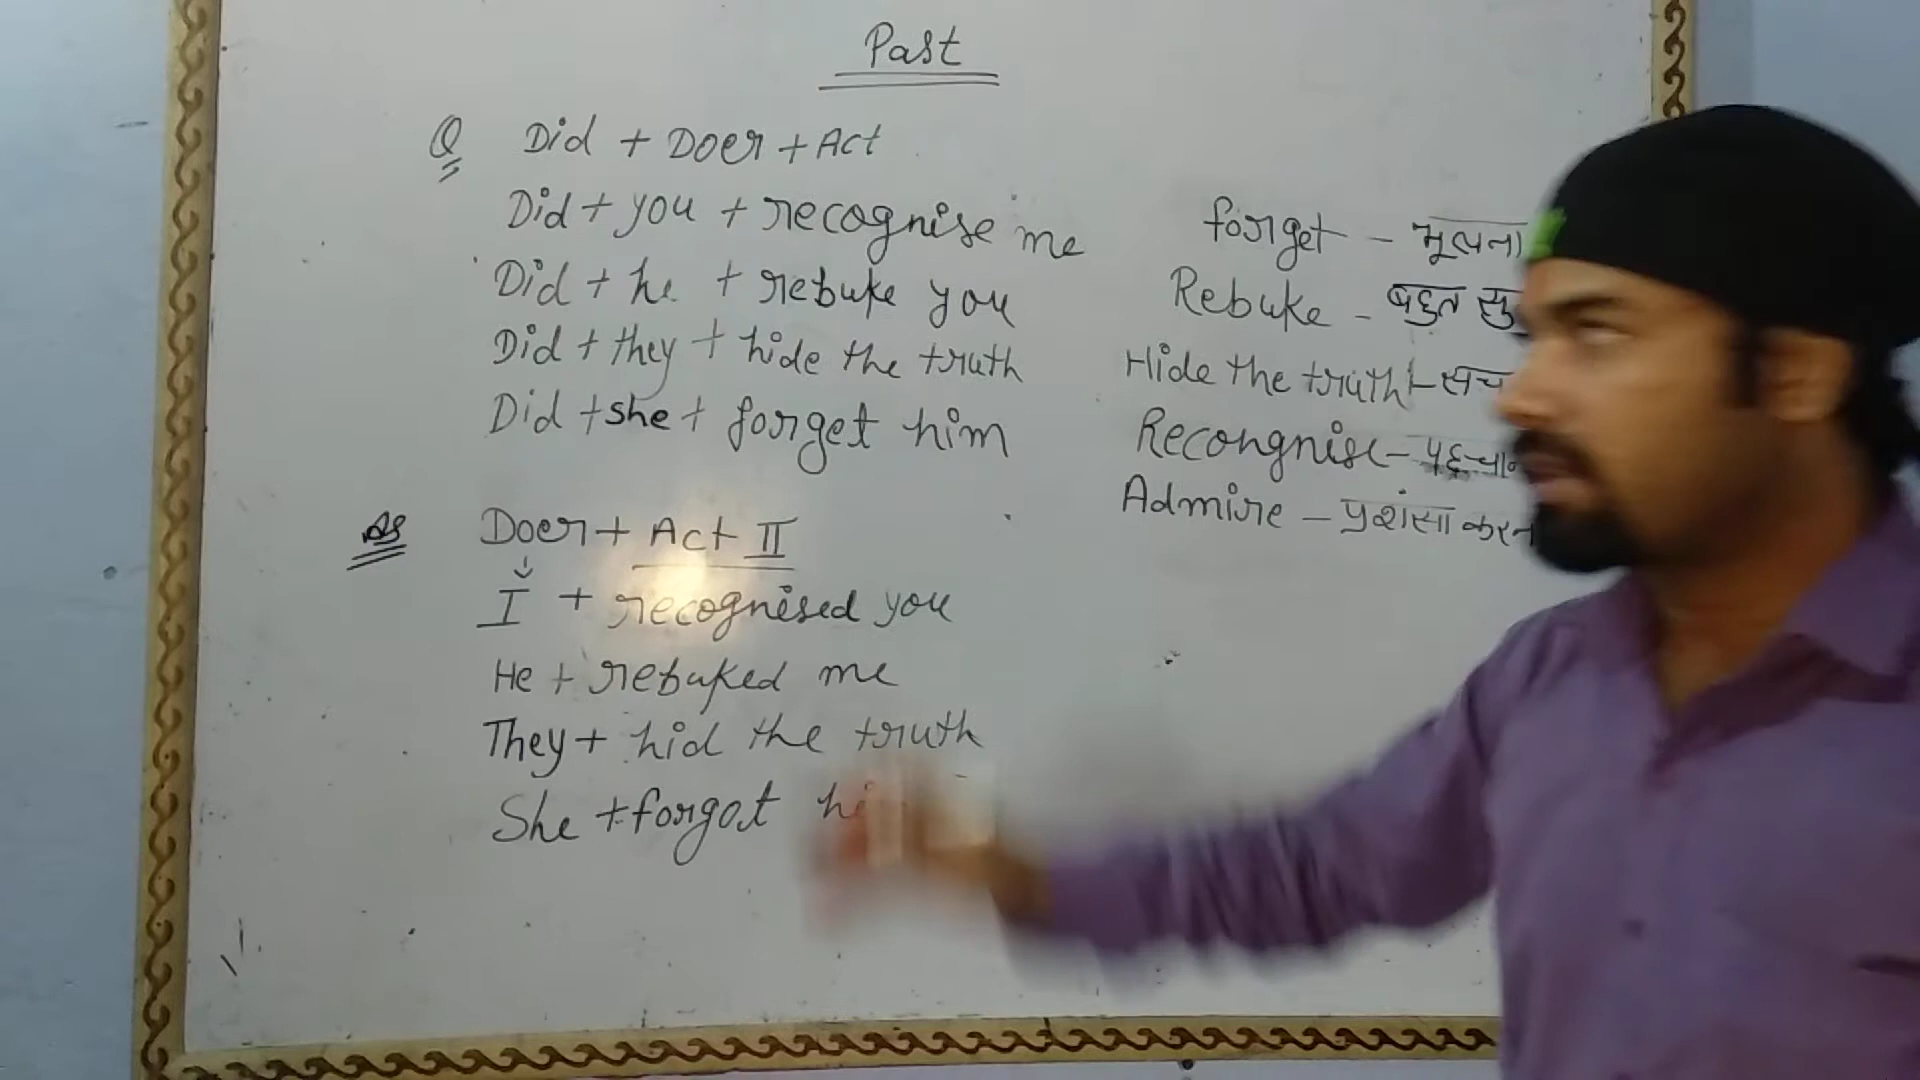 Past
Q Did + Doer + Act
Did + you + recognise me
Did + he + rebuke you
Did + they + hide the truth
Did + she + forget him
As Doer + Act II
I + recognised you
He + rebuked me
They + hid the truth
She + forgot
forget - भूलना
Rebuke - बहुत
Hide the truth - सच
Recongnise -
Admire - प्रशंसा